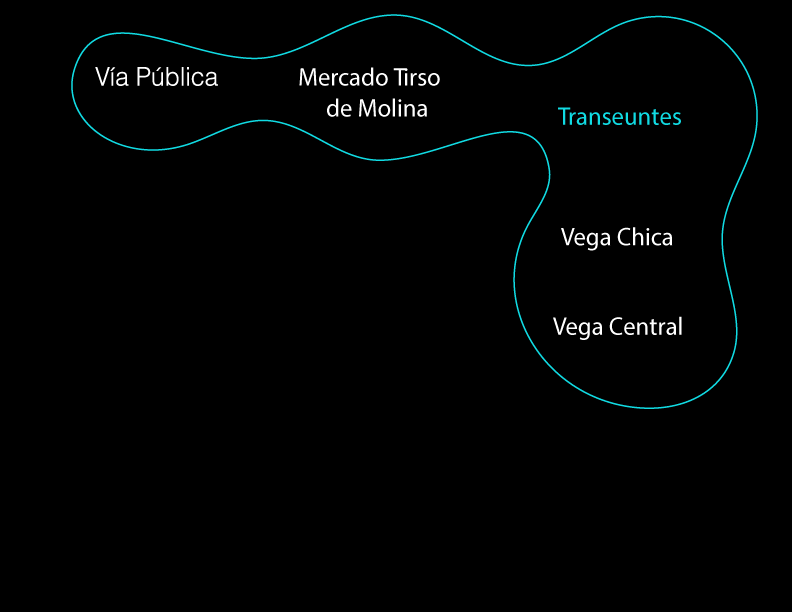 Vía Pública
Mercado Tirso
de Molina
Transeuntes
Vega Chica
Vega Central